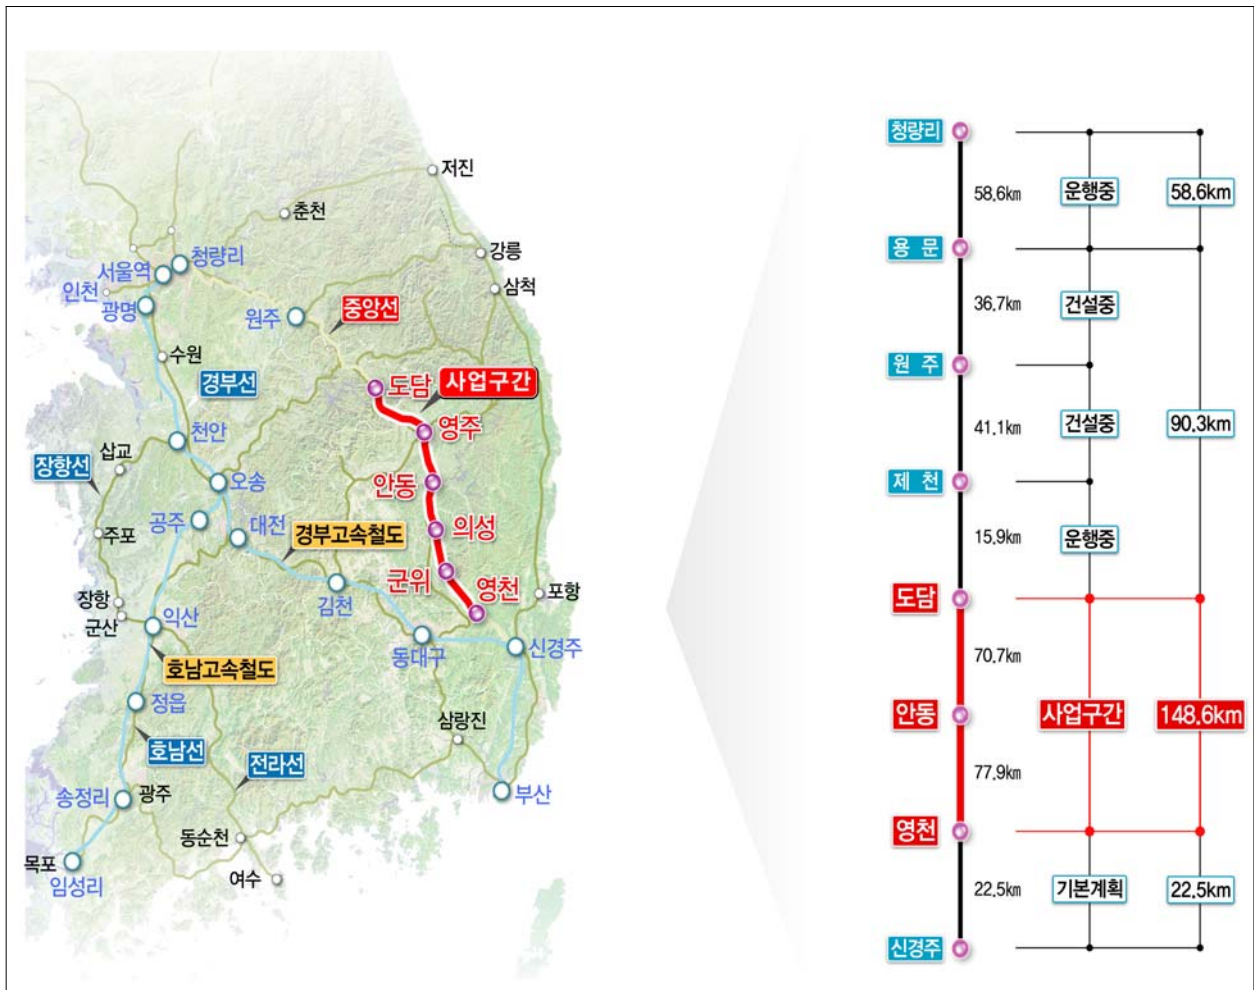 저진
춘천
강릉
청량리
서울역
삼척
인천
광명
원주
중앙선
수원
경부선
도담
사업구간
영주
천안
삽교
장항선
안동
오송
공주
대전
의성
주포
경부고속철도
군위
영천
김천
포항
장항
군산
익산
동대구
신경주
호남고속철도
정읍
삼랑진
호남선
전라선
송정리
광주
부산
동순천
목포
임성리
여수
청량리
58.6km 운행중 58.6km
용문
36.7km 건설중
원주
41.1km 건설중 90.3km
제천
15.9km 운행중
도담
70.7km
안동 사업구간 148.6km
77.9km
영천
22.5km 기본계획 22.5km
신경주